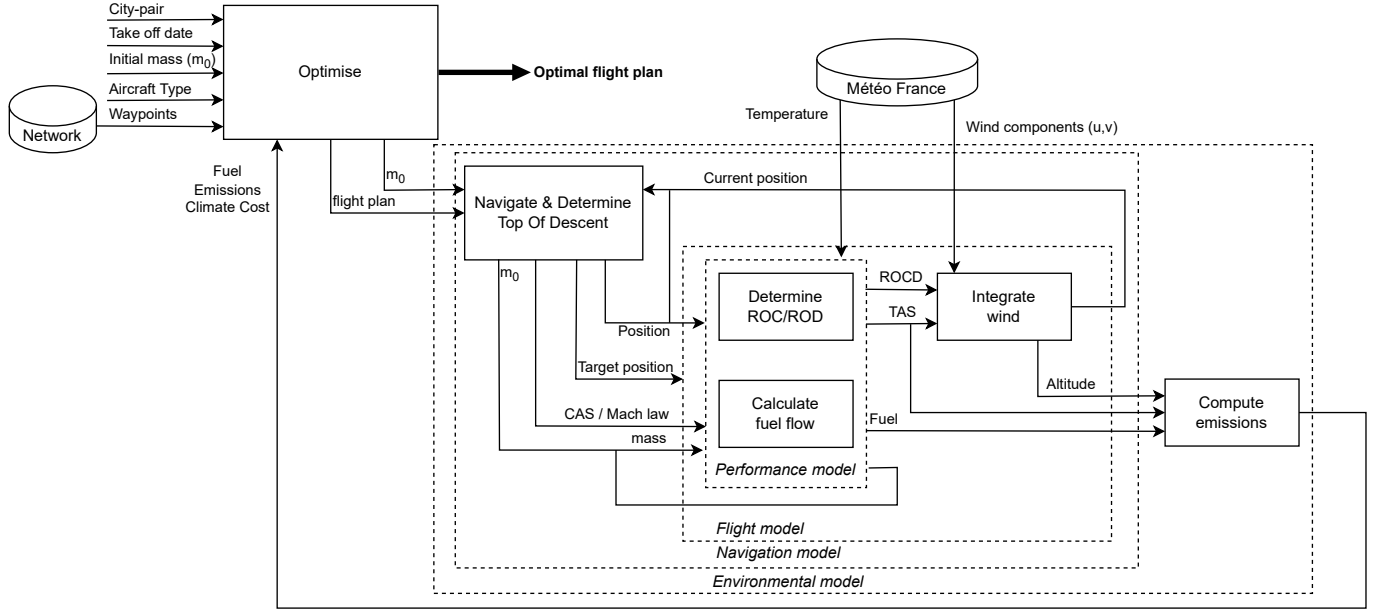 City-pair
Take off date
Initial mass (m0)
Aircraft Type
Waypoints
Network
Optimise
Optimal flight plan
Météo France
Temperature
Wind components (u,v)
Fuel
Emissions
Climate Cost
m0
flight plan
Navigate & Determine
Top Of Descent
Current position
m0
Determine
ROC/ROD
ROCD
TAS
Integrate
wind
Position
Target position
Altitude
CAS / Mach law
mass
Calculate
fuel flow
Fuel
Compute
emissions
Performance model
Flight model
Navigation model
Environmental model